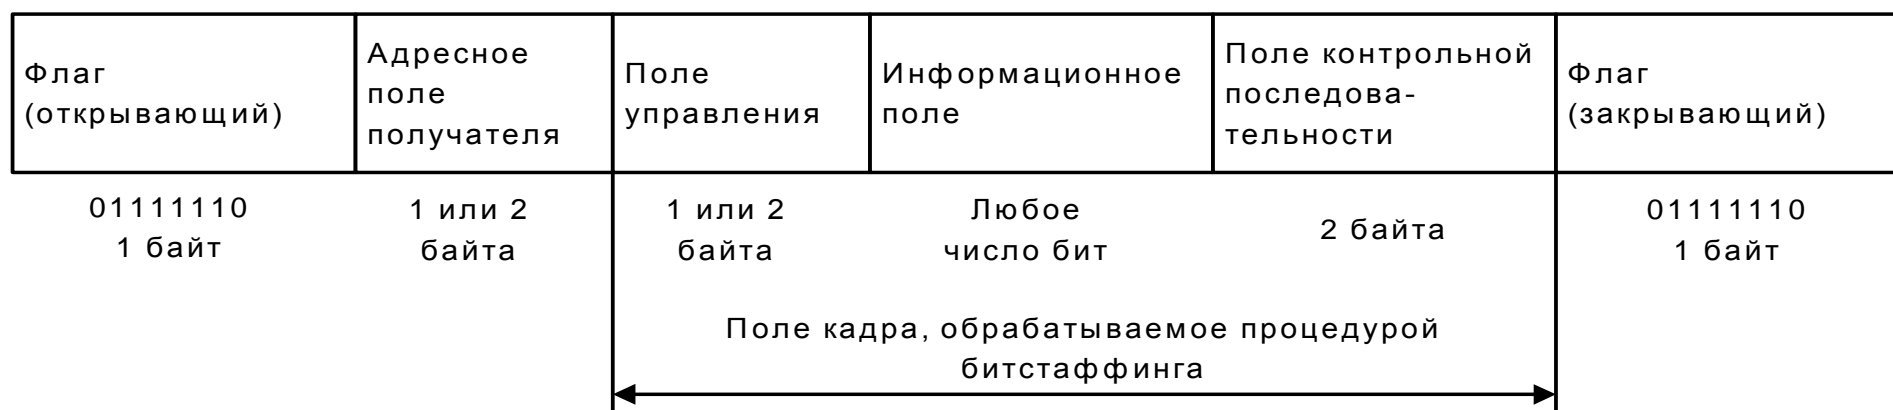 Флаг
(открывающий)
Адресное
поле
получателя
Поле
управления
Информационное
поле
Поле контрольной
последова-
тельности
Флаг
(закрывающий)
01111110
1 байт
1 или 2
байта
1 или 2
байта
Любое
число бит
2 байта
01111110
1 байт
Поле кадра, обрабатываемое процедурой
битстаффинга